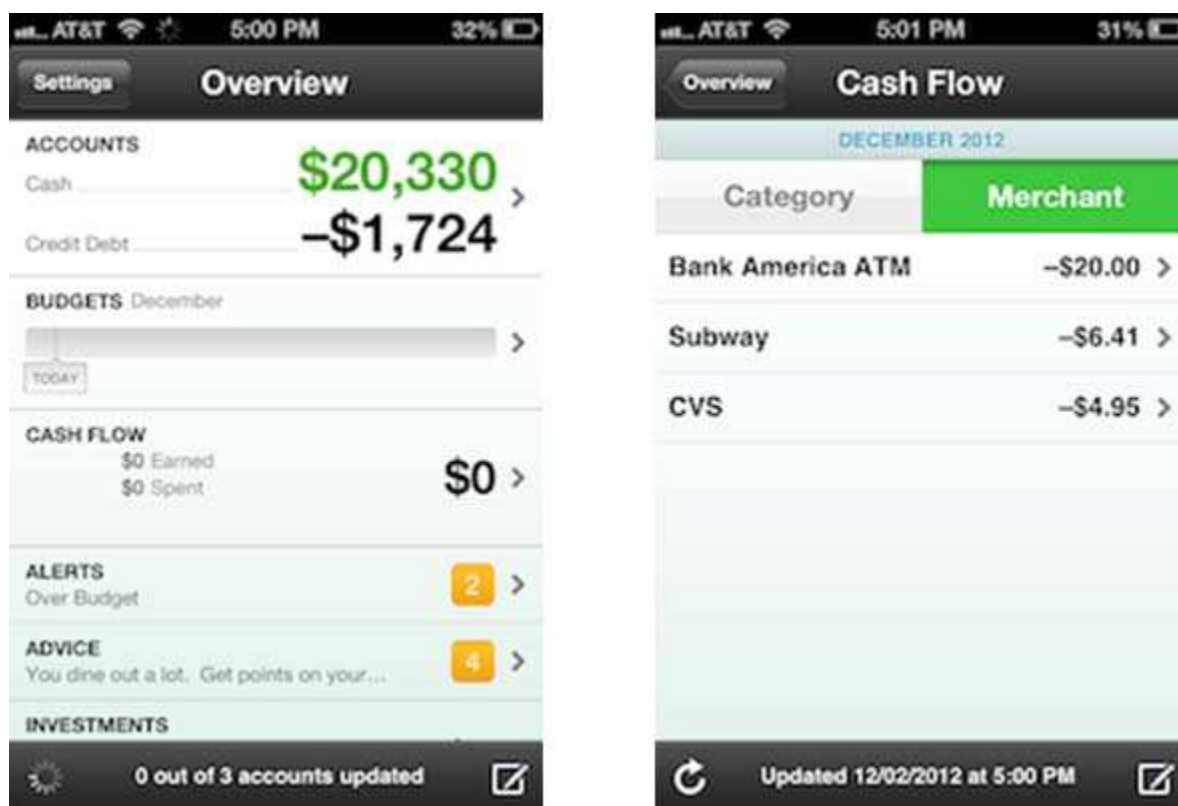 AT&T 5:00 PM 32%
Settings Overview
ACCOUNTS
Cash $20,330
Credit Debt –$1,724
BUDGETS December
TODAY
CASH FLOW
$0 Earned
$0 Spent
$0
ALERTS
Over Budget
2
ADVICE
You dine out a lot. Get points on your...
4
INVESTMENTS
0 out of 3 accounts updated
AT&T 5:01 PM 31%
Overview Cash Flow
DECEMBER 2012
Category Merchant
Bank America ATM –$20.00
Subway –$6.41
CVS –$4.95
Updated 12/02/2012 at 5:00 PM